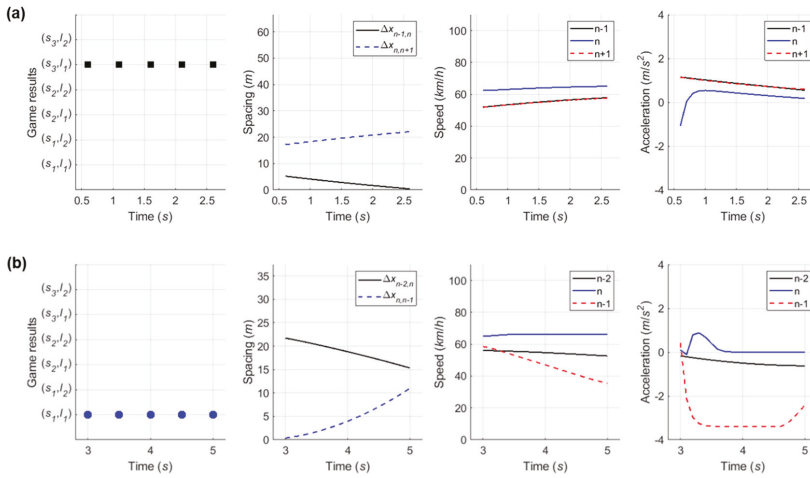 (a)
(s3,l2)
(s3,l1)
(s2,l2)
(s2,l1)
(s1,l2)
(s1,l1)
Game results
0.5 1 1.5 2 2.5
Time (s)
60
50
40
30
20
10
0
Spacing (m)
Δxn-1,n
Δxn,n+1
0.5 1 1.5 2 2.5
Time (s)
100
80
60
40
20
0
Speed (km/h)
n-1
n
n+1
0.5 1 1.5 2 2.5
Time (s)
4
2
0
-2
-4
Acceleration (m/s2)
n-1
n
n+1
0.5 1 1.5 2 2.5
Time (s)
(b)
(s3,l2)
(s3,l1)
(s2,l2)
(s2,l1)
(s1,l2)
(s1,l1)
Game results
3 4 5
Time (s)
35
30
25
20
15
10
5
0
Spacing (m)
Δxn-2,n
Δxn,n-1
3 4 5
Time (s)
100
80
60
40
20
0
Speed (km/h)
n-2
n
n-1
3 4 5
Time (s)
4
2
0
-2
-4
Acceleration (m/s2)
n-2
n
n-1
3 4 5
Time (s)